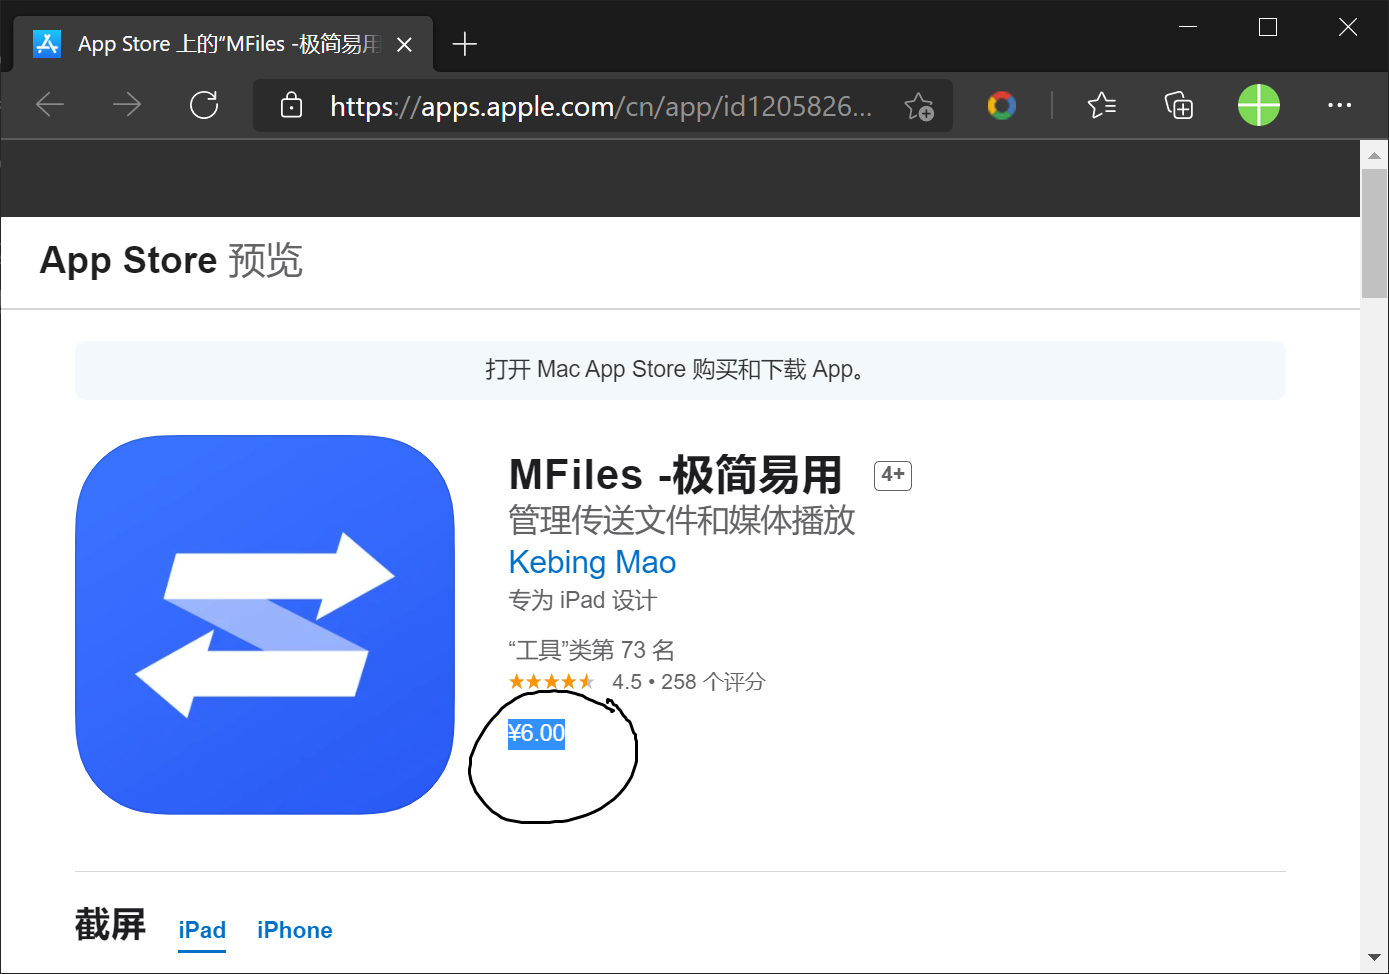 App Store 上的“MFiles -极简易用
https://apps.apple.com/cn/app/id1205826...
App Store 预览
打开 Mac App Store 购买和下载 App。
MFiles -极简易用 4+
管理传送文件和媒体播放
Kebing Mao
专为 iPad 设计
“工具”类第 73 名
4.5 • 258 个评分
¥6.00
截屏 iPad iPhone